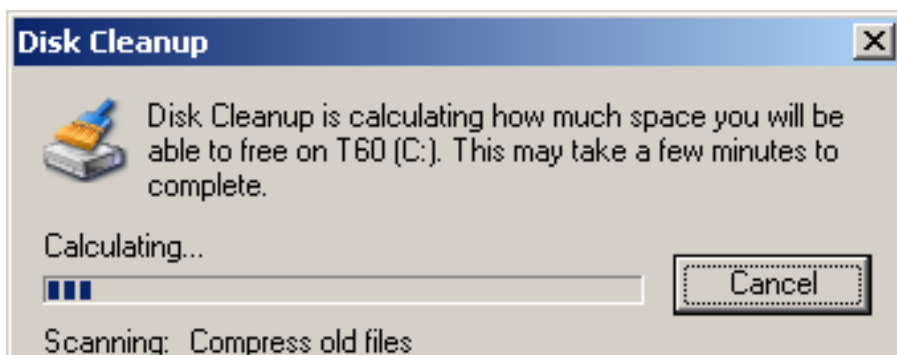 Disk Cleanup
Disk Cleanup is calculating how much space you will be
able to free on T60 (C:). This may take a few minutes to
complete.
Calculating...
Cancel
Scanning: Compress old files